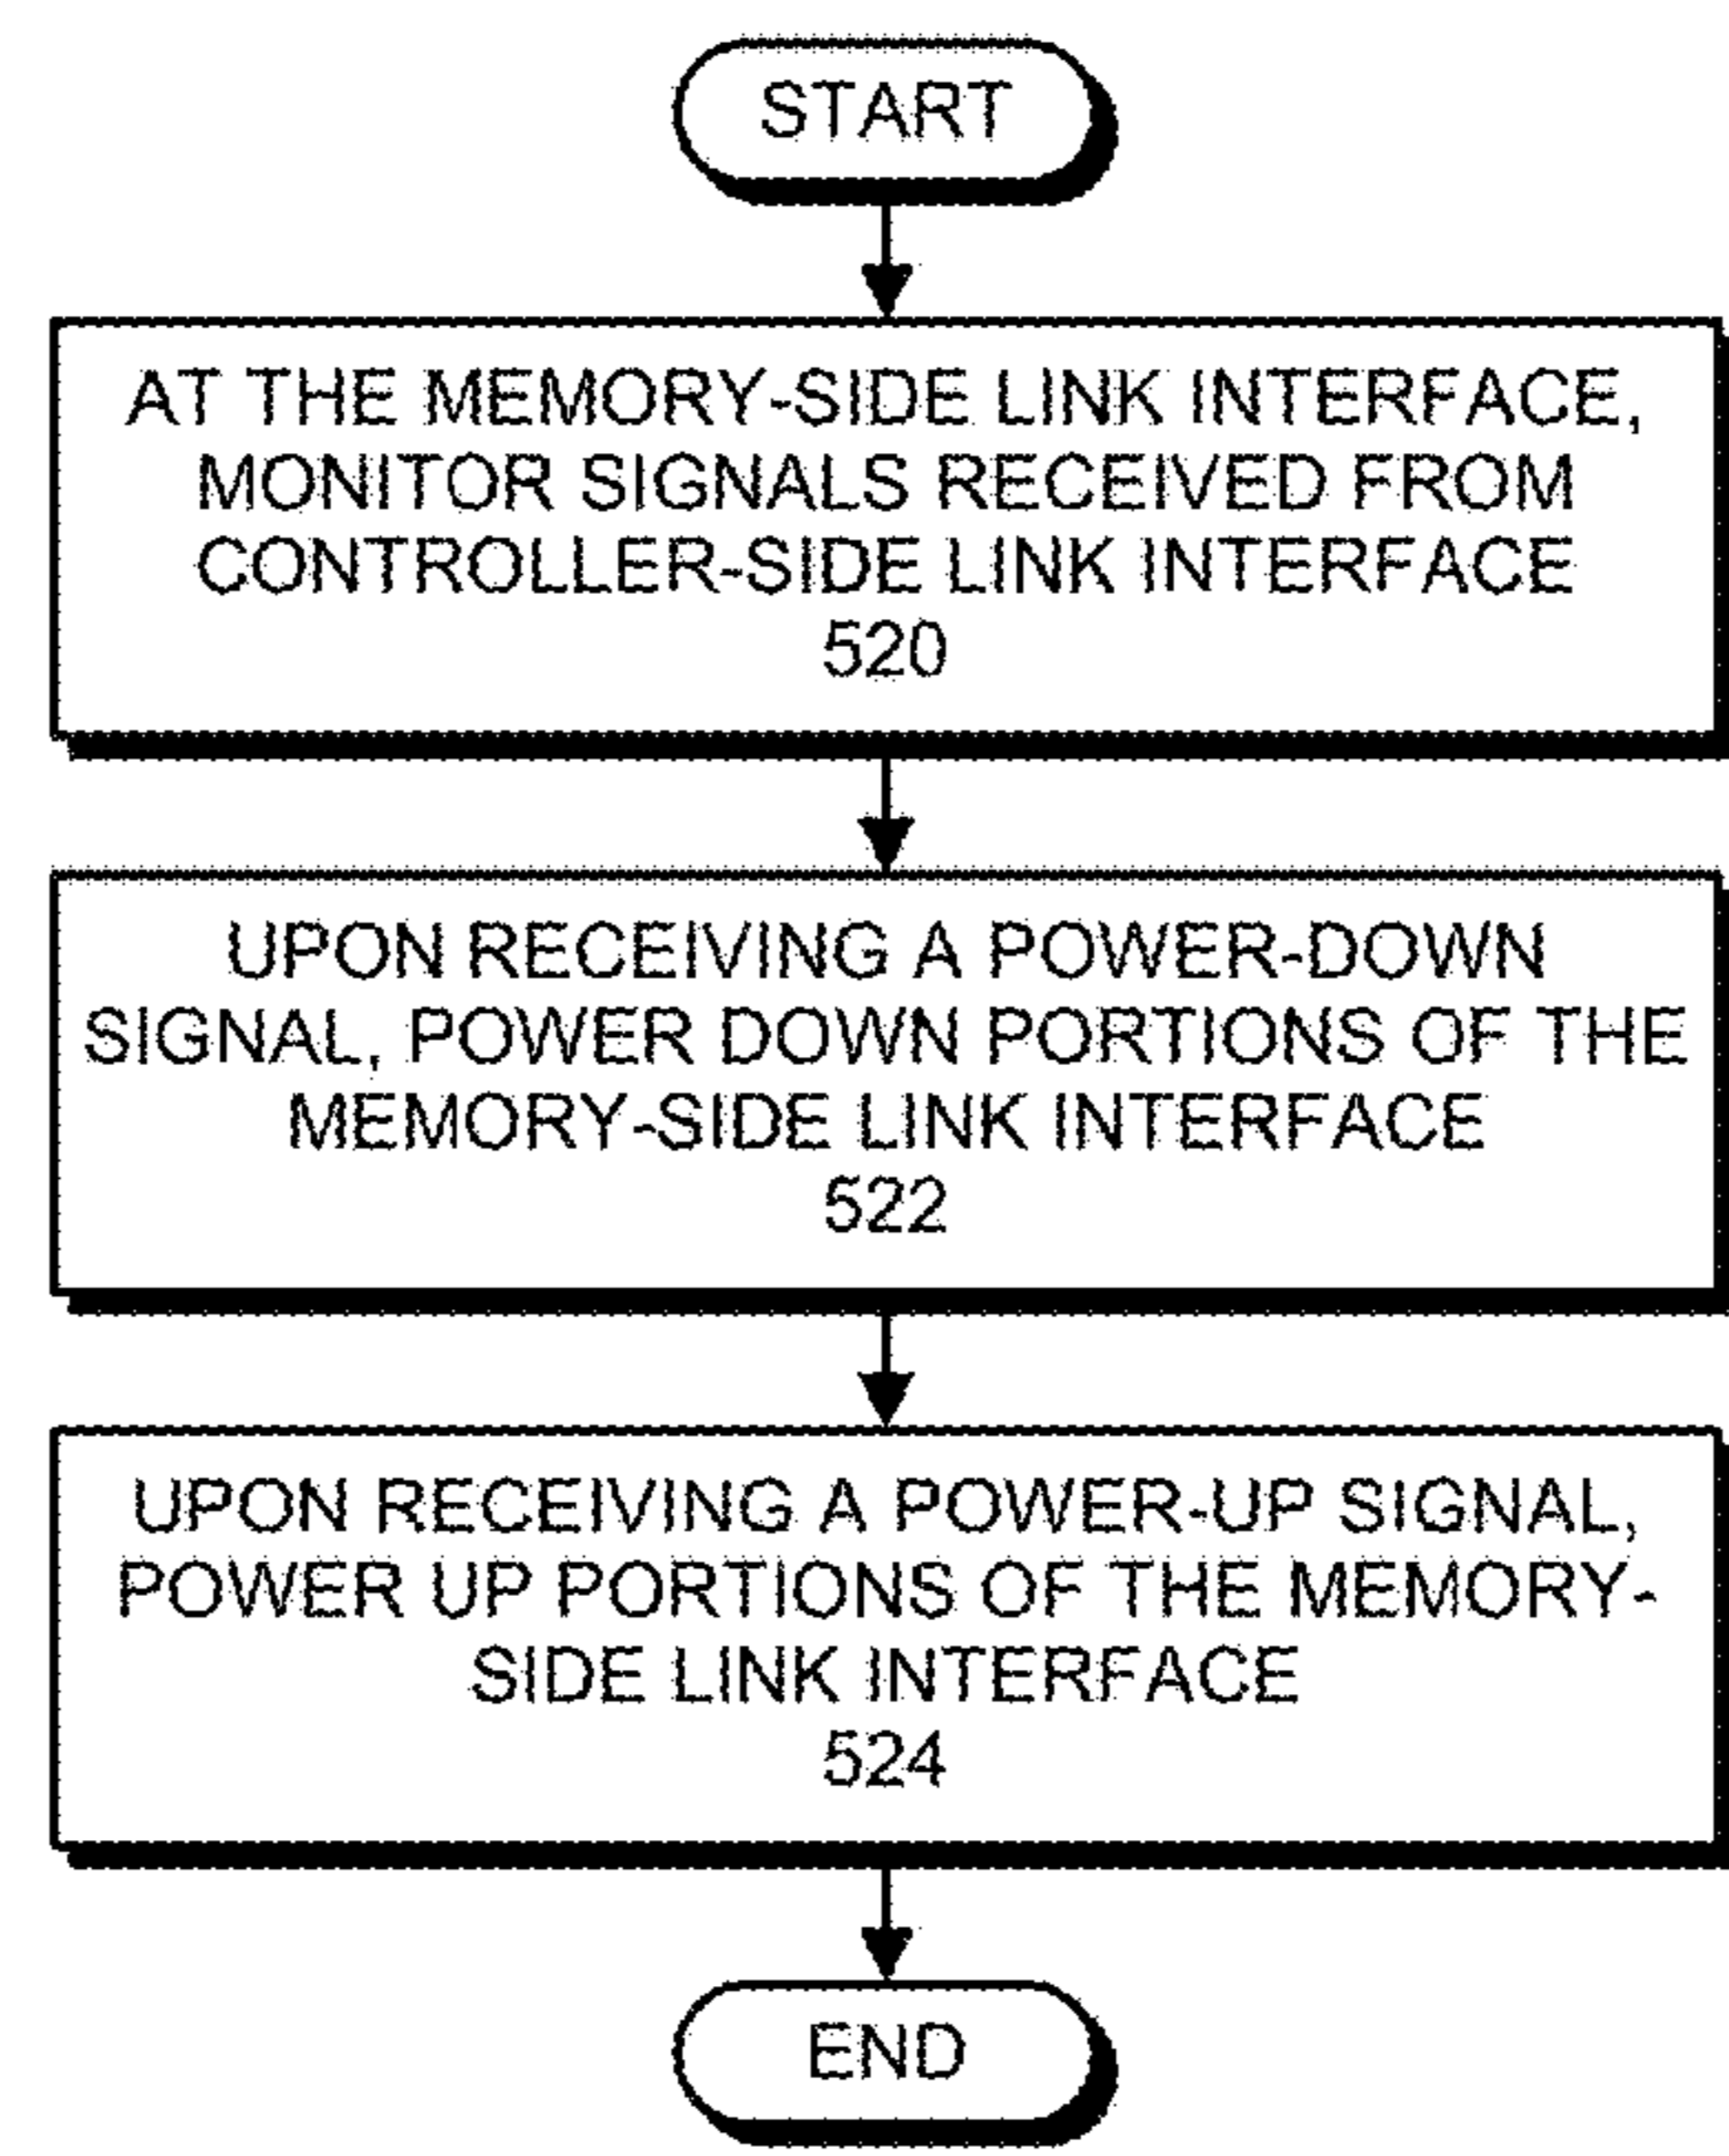 START
AT THE MEMORY-SIDE LINK INTERFACE,
MONITOR SIGNALS RECEIVED FROM
CONTROLLER-SIDE LINK INTERFACE
520
UPON RECEIVING A POWER-DOWN
SIGNAL, POWER DOWN PORTIONS OF THE
MEMORY-SIDE LINK INTERFACE
522
UPON RECEIVING A POWER-UP SIGNAL,
POWER UP PORTIONS OF THE MEMORY-
SIDE LINK INTERFACE
524
END